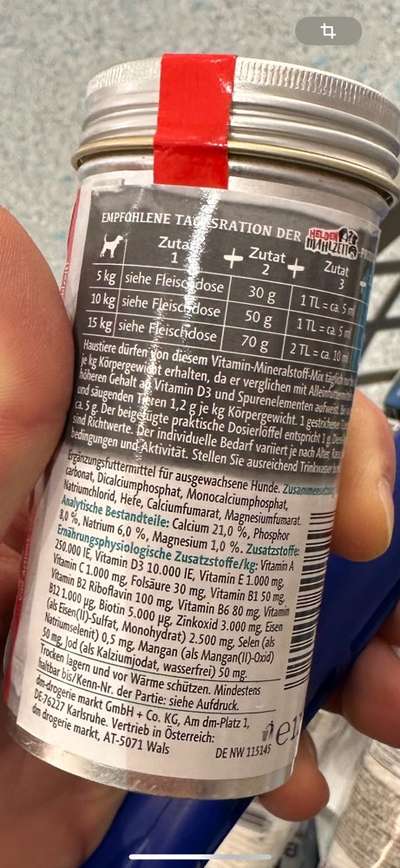 EMPFOHLENE TAGESRATION DER HELDEN MAHLZEIT
Zutat 1 + Zutat 2 + Zutat 3
5 kg siehe Fleischdose 30 g 1 TL = ca. 5 ml
10 kg siehe Fleischdose 50 g 1 TL = ca. 5 ml
15 kg siehe Fleischdose 70 g 2 TL = ca. 10 ml
Haustiere dürfen von diesem Vitamin-Mineralstoff-Mix täglich nur
je kg Körpergewicht erhalten, da er verglichen mit Alleinfuttermitteln
höheren Gehalt an Vitamin D3 und Spurenelementen aufweist. Bei
und säugenden Tieren 1,2 g je kg Körpergewicht. 1 gestrichener
ca. 5 g. Der beigefügte praktische Dosierlöffel entspricht 1 g. Diese
sind Richtwerte. Der individuelle Bedarf variiert je nach Alter,
bedingungen und Aktivität. Stellen Sie ausreichend Trinkwasser
Ergänzungsfuttermittel für ausgewachsene Hunde. Zusammensetzung:
carbonat, Dicalciumphosphat, Monocalciumphosphat,
Natriumchlorid, Hefe, Calciumfumarat, Magnesiumfumarat.
Analytische Bestandteile: Calcium 21,0 %, Phosphor
8,0 %, Natrium 6,0 %, Magnesium 1,0 %. Zusatzstoffe:
Ernährungsphysiologische Zusatzstoffe/kg: Vitamin A
250.000 IE, Vitamin D3 10.000 IE, Vitamin E 1.000 mg,
Vitamin C 1.000 mg, Folsäure 30 mg, Vitamin B1 50 mg,
Vitamin B2 Riboflavin 100 mg, Vitamin B6 80 mg, Vitamin
B12 1.000 µg, Biotin 5.000 µg, Zinkoxid 3.000 mg, Eisen
(als Eisen(II)-Sulfat, Monohydrat) 2.500 mg, Selen (als
Natriumselenit) 0,5 mg, Mangan (als Mangan(II)-Oxid)
50 mg, Jod (als Kalziumjodat, wasserfrei) 50 mg.
Trocken lagern und vor Wärme schützen. Mindestens
haltbar bis/Kenn-Nr. der Partie: siehe Aufdruck.
dm-drogerie markt GmbH + Co. KG, Am dm-Platz 1,
DE-76227 Karlsruhe. Vertrieb in Österreich:
dm drogerie markt, AT-5071 Wals
DE NW 115145